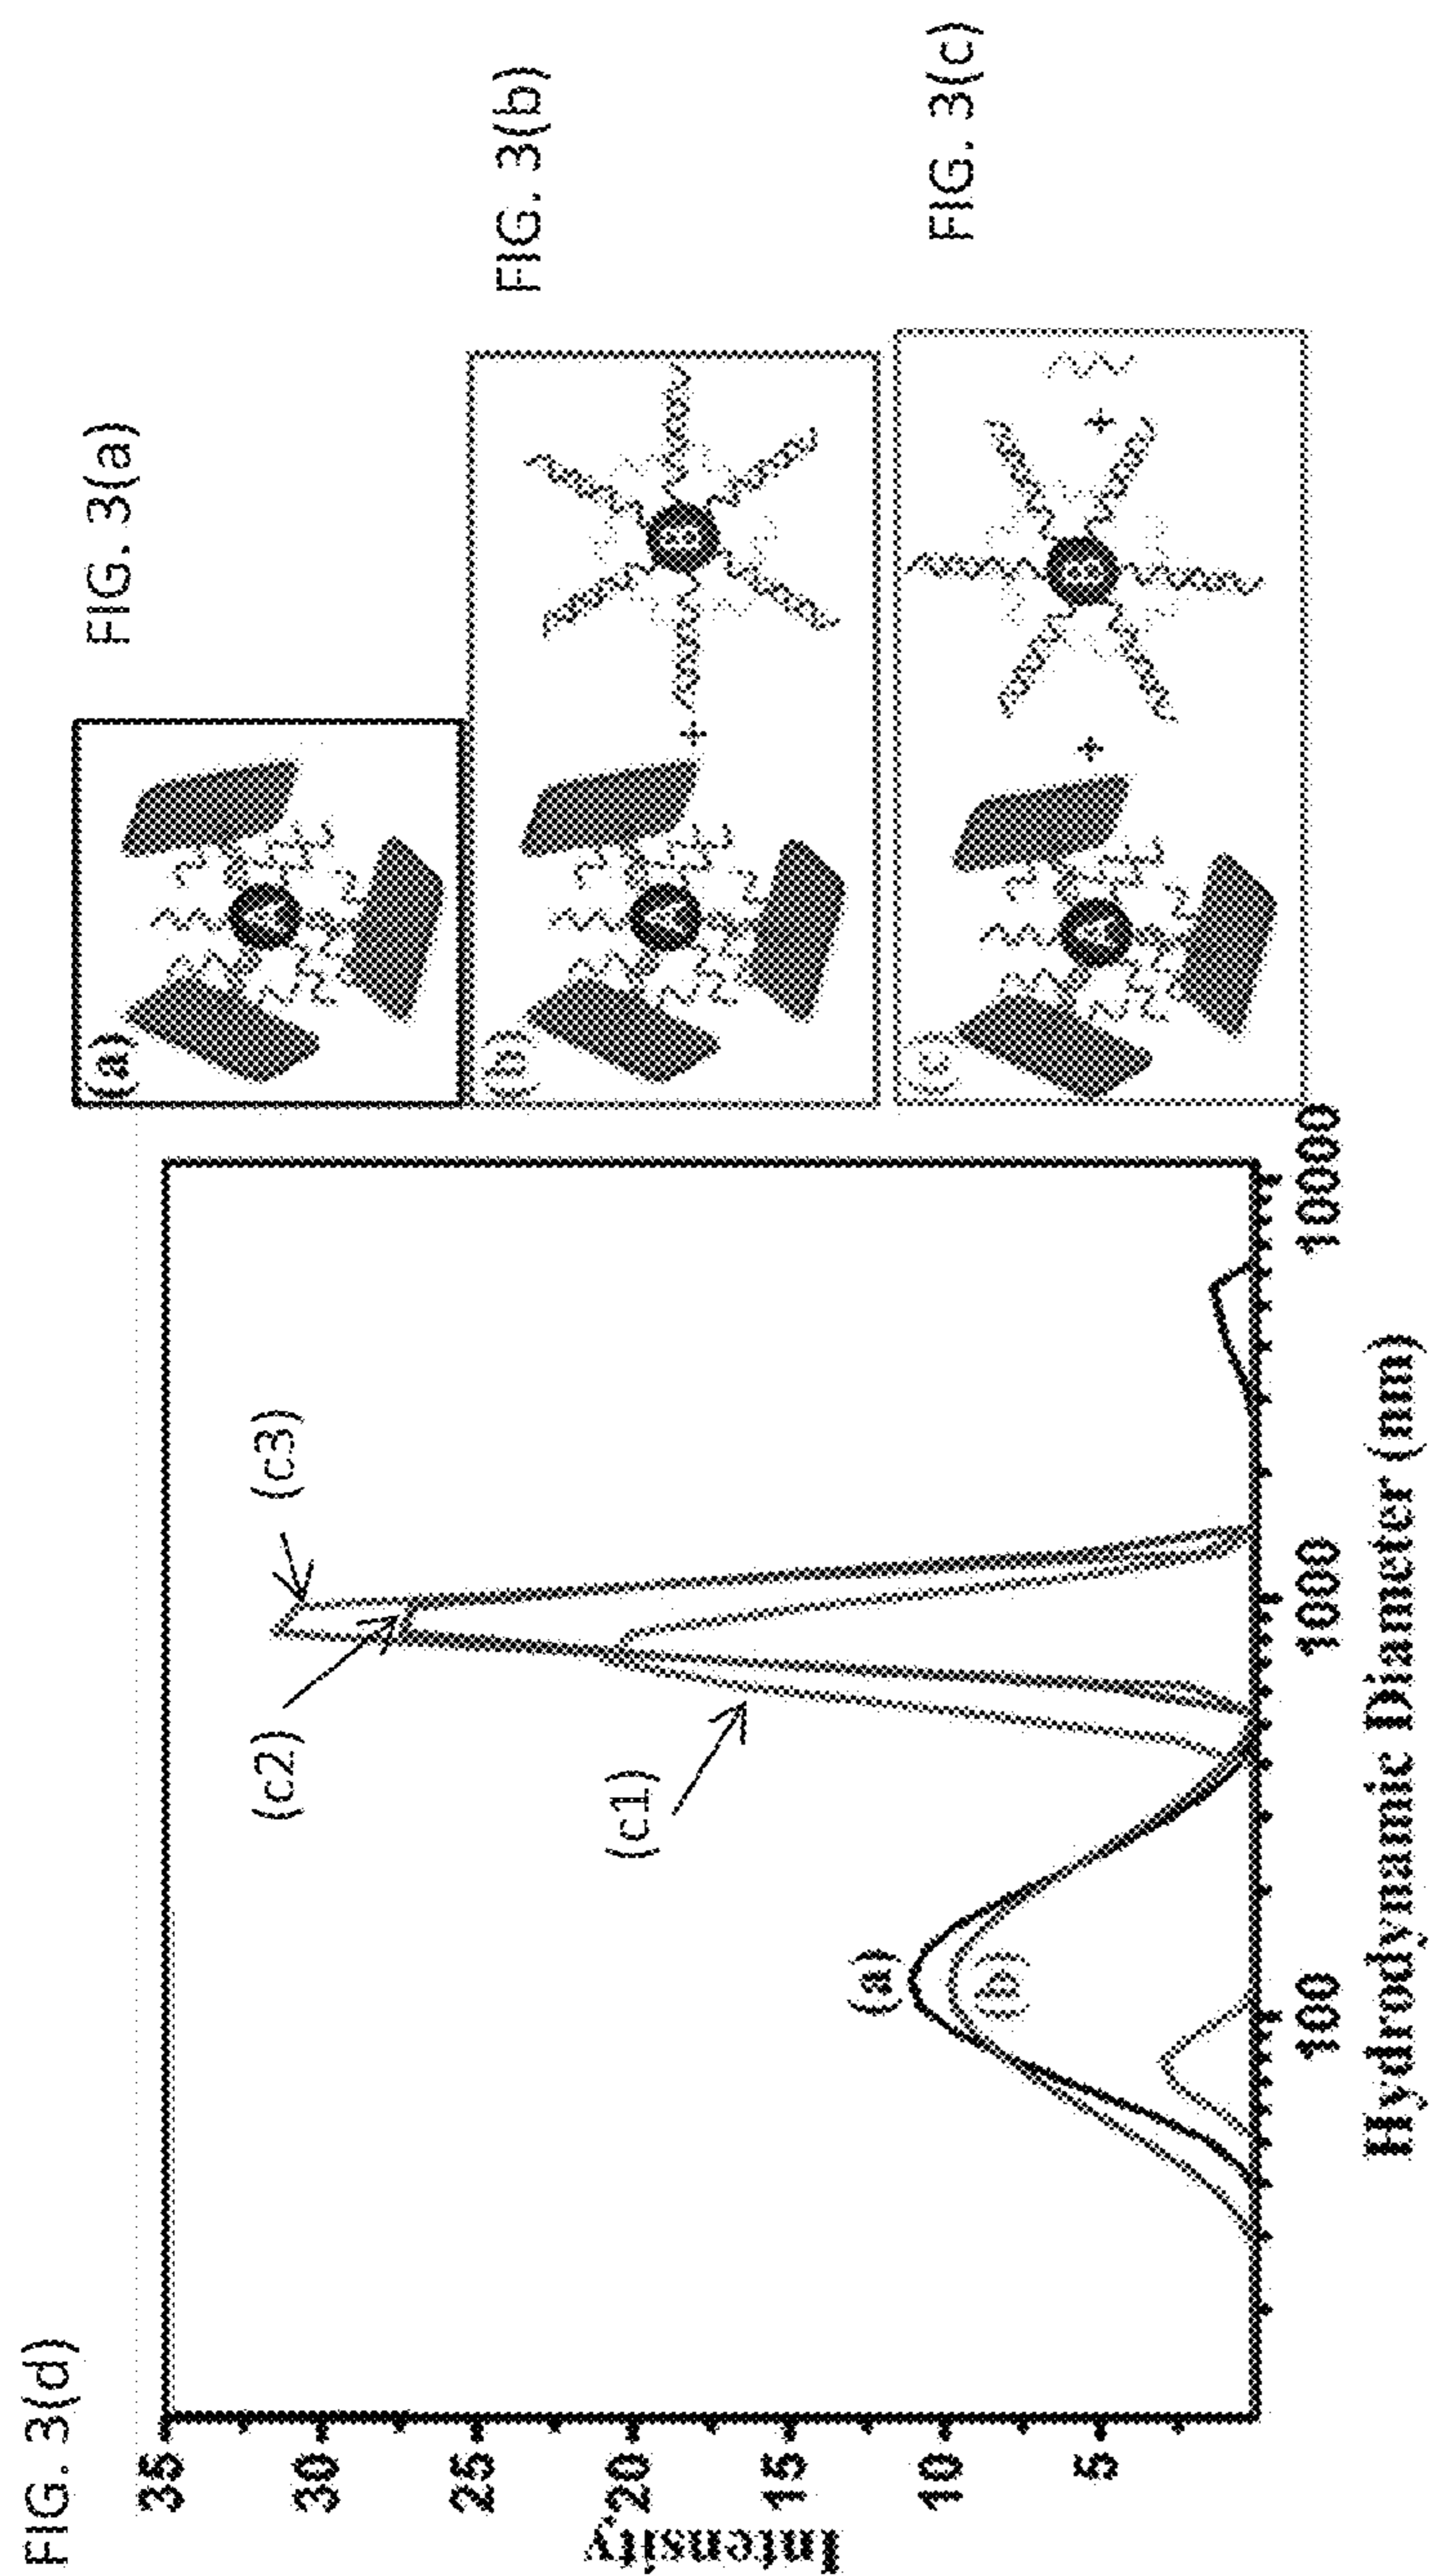 FIG. 3(d)
35
30
25
20
15
10
5
Intensity
(c3)
(c2)
(c1)
(a)
(b)
100
1000
10000
Hydrodynamic Diameter (nm)
FIG. 3(a)
(a)
A
FIG. 3(b)
(b)
A
+
B
FIG. 3(c)
(c)
A
+
B
+